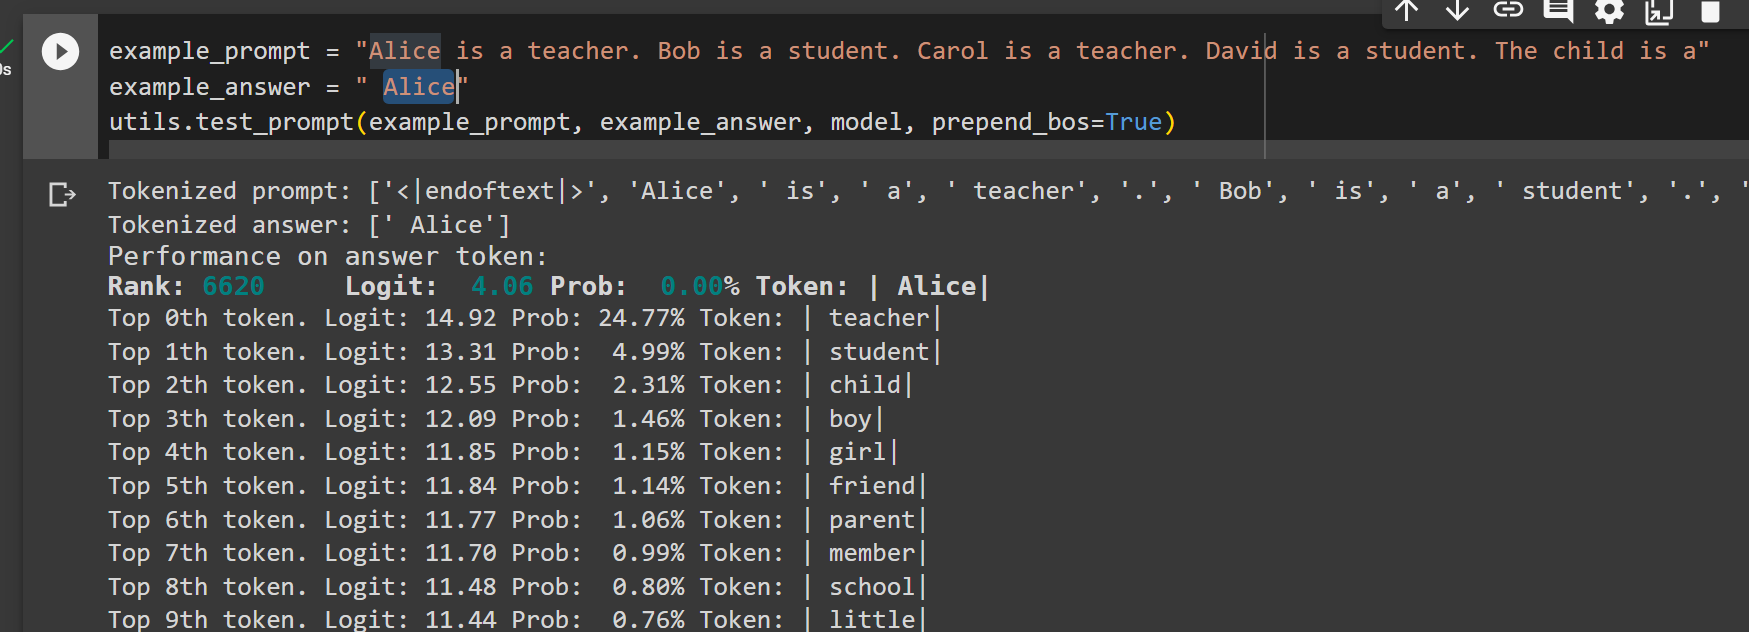 example_prompt = "Alice is a teacher. Bob is a student. Carol is a teacher. David is a student. The child is a"
example_answer = " Alice"
utils.test_prompt(example_prompt, example_answer, model, prepend_bos=True)
Tokenized prompt: ['<|endoftext|>', 'Alice', ' is', ' a', ' teacher', '.', ' Bob', ' is', ' a', ' student', '.', '
Tokenized answer: [' Alice']
Performance on answer token:
Rank: 6620     Logit:  4.06 Prob:  0.00% Token: | Alice|
Top 0th token. Logit: 14.92 Prob: 24.77% Token: | teacher|
Top 1th token. Logit: 13.31 Prob:  4.99% Token: | student|
Top 2th token. Logit: 12.55 Prob:  2.31% Token: | child|
Top 3th token. Logit: 12.09 Prob:  1.46% Token: | boy|
Top 4th token. Logit: 11.85 Prob:  1.15% Token: | girl|
Top 5th token. Logit: 11.84 Prob:  1.14% Token: | friend|
Top 6th token. Logit: 11.77 Prob:  1.06% Token: | parent|
Top 7th token. Logit: 11.70 Prob:  0.99% Token: | member|
Top 8th token. Logit: 11.48 Prob:  0.80% Token: | school|
Top 9th token. Logit: 11.44 Prob:  0.76% Token: | little|